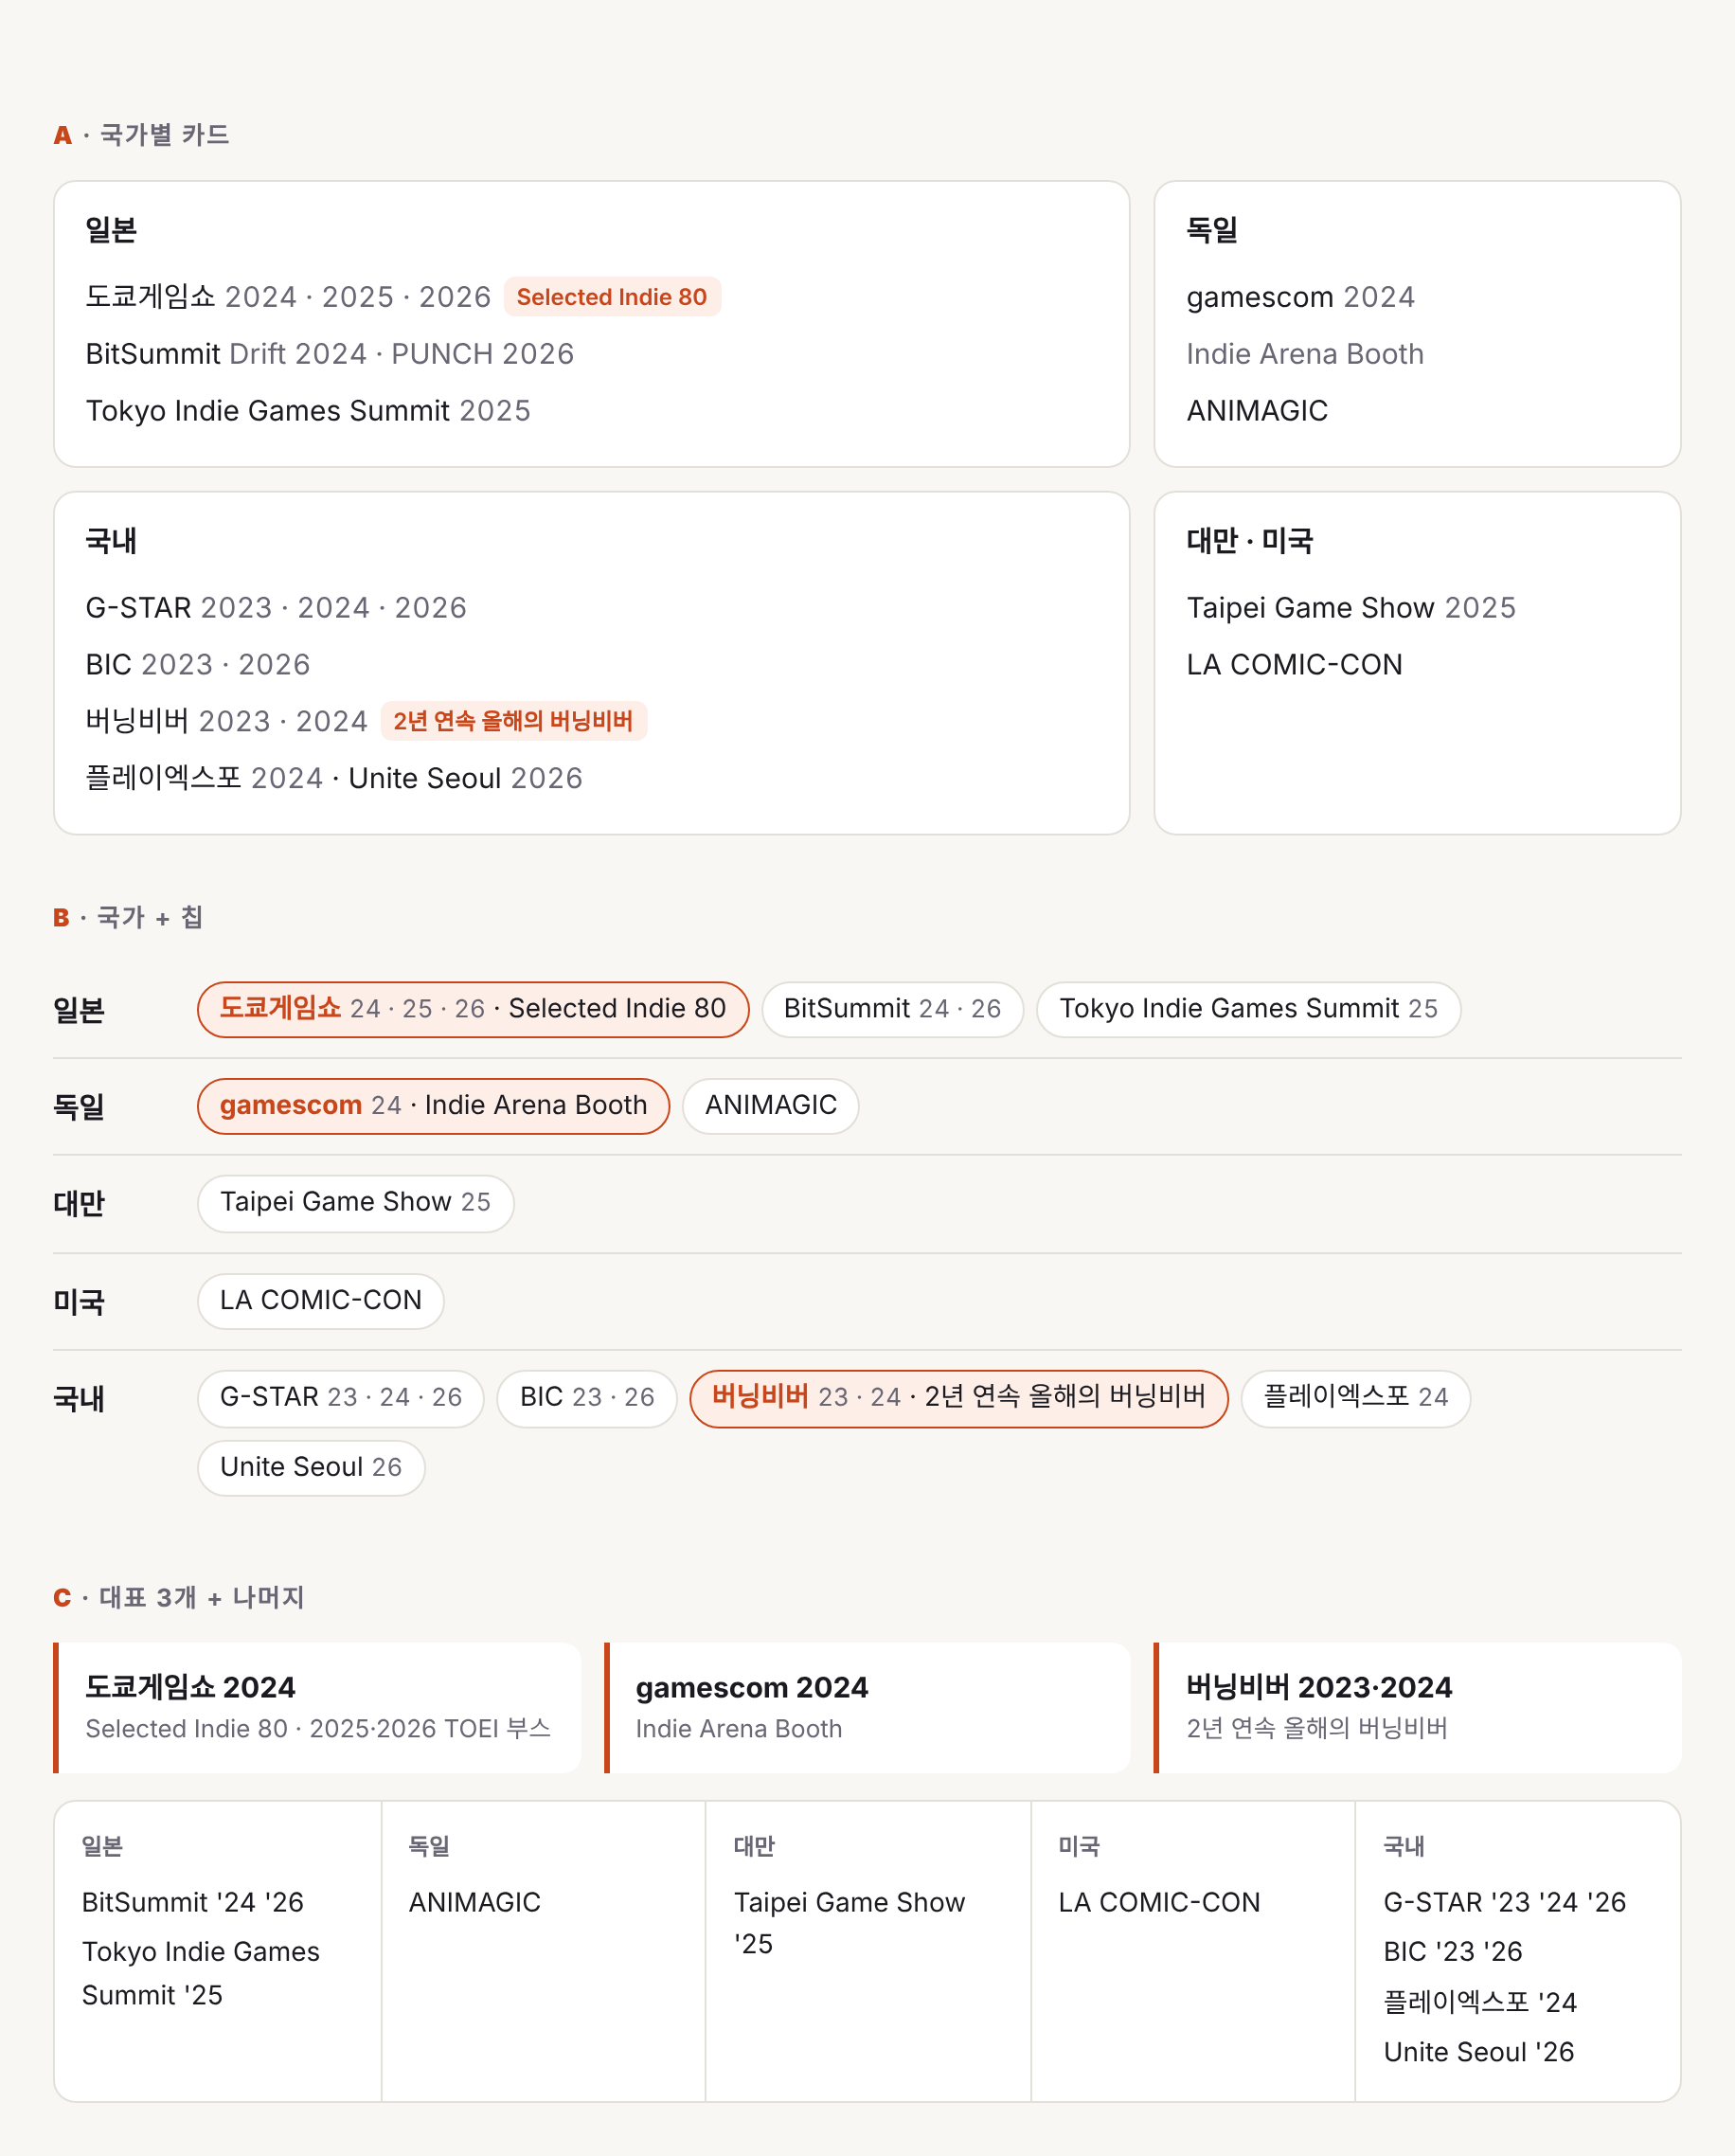 A · 국가별 카드
일본
도쿄게임쇼 2024 · 2025 · 2026 Selected Indie 80
BitSummit Drift 2024 · PUNCH 2026
Tokyo Indie Games Summit 2025
독일
gamescom 2024
Indie Arena Booth
ANIMAGIC
국내
G-STAR 2023 · 2024 · 2026
BIC 2023 · 2026
버닝비버 2023 · 2024 2년 연속 올해의 버닝비버
플레이엑스포 2024 · Unite Seoul 2026
대만 · 미국
Taipei Game Show 2025
LA COMIC-CON
B · 국가 + 칩
일본 도쿄게임쇼 24 · 25 · 26 · Selected Indie 80 BitSummit 24 · 26 Tokyo Indie Games Summit 25
독일 gamescom 24 · Indie Arena Booth ANIMAGIC
대만 Taipei Game Show 25
미국 LA COMIC-CON
국내 G-STAR 23 · 24 · 26 BIC 23 · 26 버닝비버 23 · 24 · 2년 연속 올해의 버닝비버 플레이엑스포 24
Unite Seoul 26
C · 대표 3개 + 나머지
도쿄게임쇼 2024
Selected Indie 80 · 2025·2026 TOEI 부스
gamescom 2024
Indie Arena Booth
버닝비버 2023·2024
2년 연속 올해의 버닝비버
일본
BitSummit '24 '26
Tokyo Indie Games
Summit '25
독일
ANIMAGIC
대만
Taipei Game Show
'25
미국
LA COMIC-CON
국내
G-STAR '23 '24 '26
BIC '23 '26
플레이엑스포 '24
Unite Seoul '26